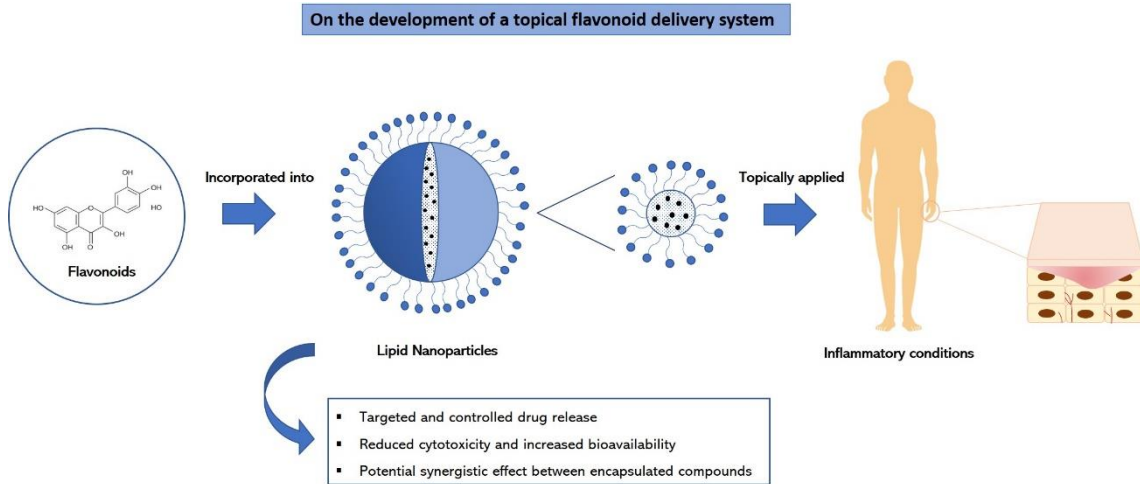 On the development of a topical flavonoid delivery system
OH
OH
HO
HO
O
OH
OH
O
Flavonoids
Incorporated into
Lipid Nanoparticles
Topically applied
Inflammatory conditions
▪ Targeted and controlled drug release
▪ Reduced cytotoxicity and increased bioavailability
▪ Potential synergistic effect between encapsulated compounds